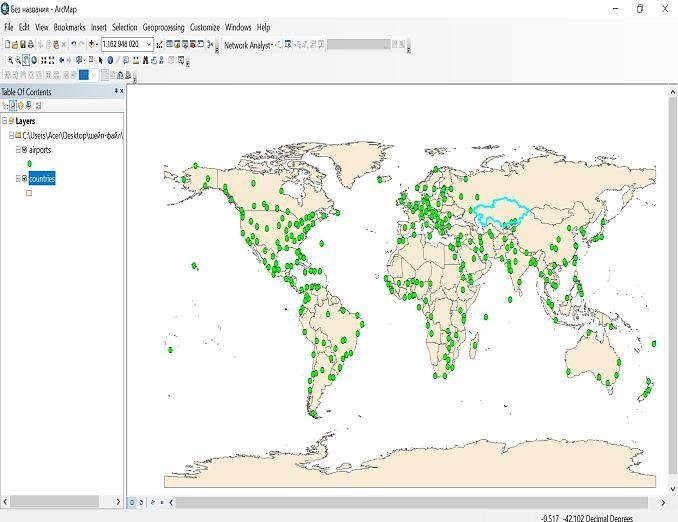 Без названия - ArcMap
File Edit View Bookmarks Insert Selection Geoprocessing Customize Windows Help
1:162 948 020
Network Analyst
Table Of Contents
Layers
C:\Users\Acer\Desktop\шейп-файл\
airports
countries
-0.517 -42.102 Decimal Degrees